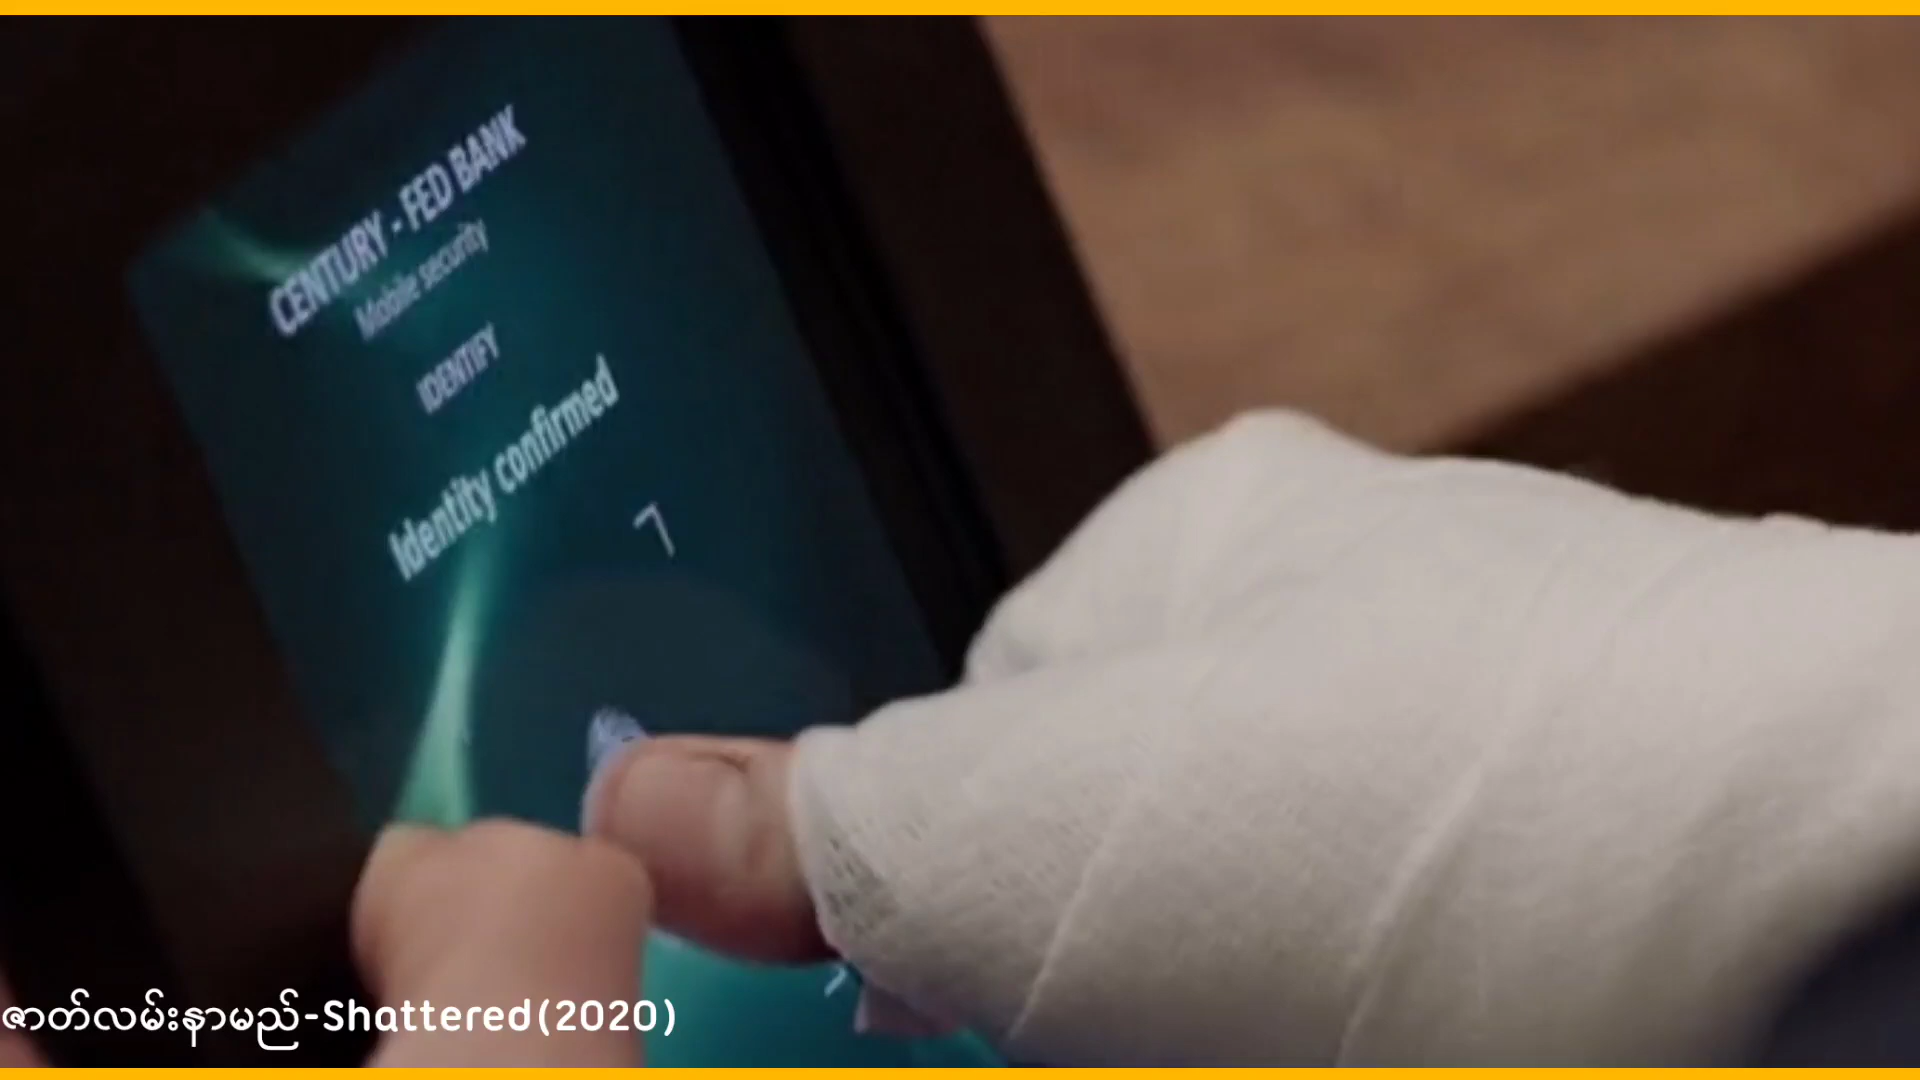 CENTURY - FED BANK
Mobile security
IDENTIFY
Identity confirmed
ဇာတ်လမ်းနာမည်-Shattered(2020)